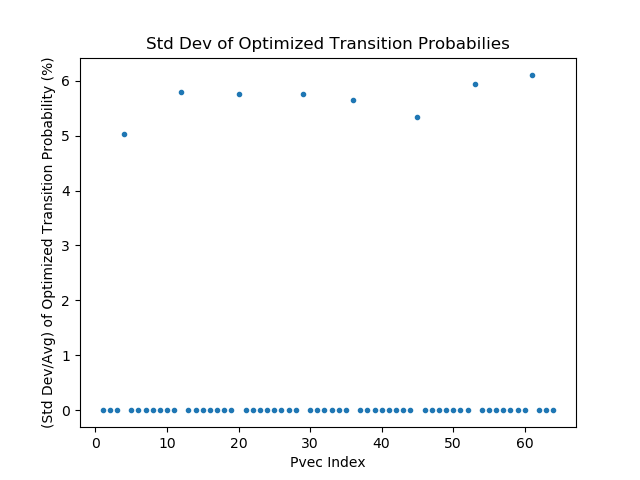 Std Dev of Optimized Transition Probabilies
(Std Dev/Avg) of Optimized Transition Probability (%)
6
5
4
3
2
1
0
0 10 20 30 40 50 60
Pvec Index